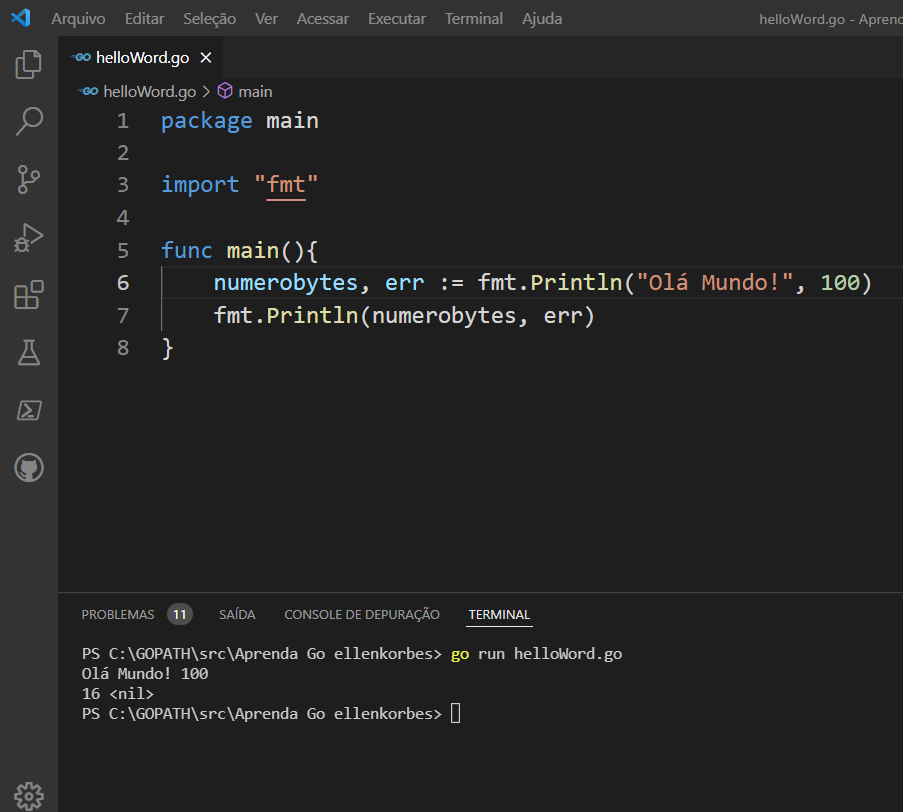 Arquivo Editar Seleção Ver Acessar Executar Terminal Ajuda helloWord.go - Aprend
GO helloWord.go ×
GO helloWord.go > main
1 package main
2
3 import "fmt"
4
5 func main(){
6 numerobytes, err := fmt.Println("Olá Mundo!", 100)
7 fmt.Println(numerobytes, err)
8 }
PROBLEMAS 11 SAÍDA CONSOLE DE DEPURAÇÃO TERMINAL
PS C:\GOPATH\src\Aprenda Go ellenkorbes> go run helloWord.go
Olá Mundo! 100
16 <nil>
PS C:\GOPATH\src\Aprenda Go ellenkorbes>